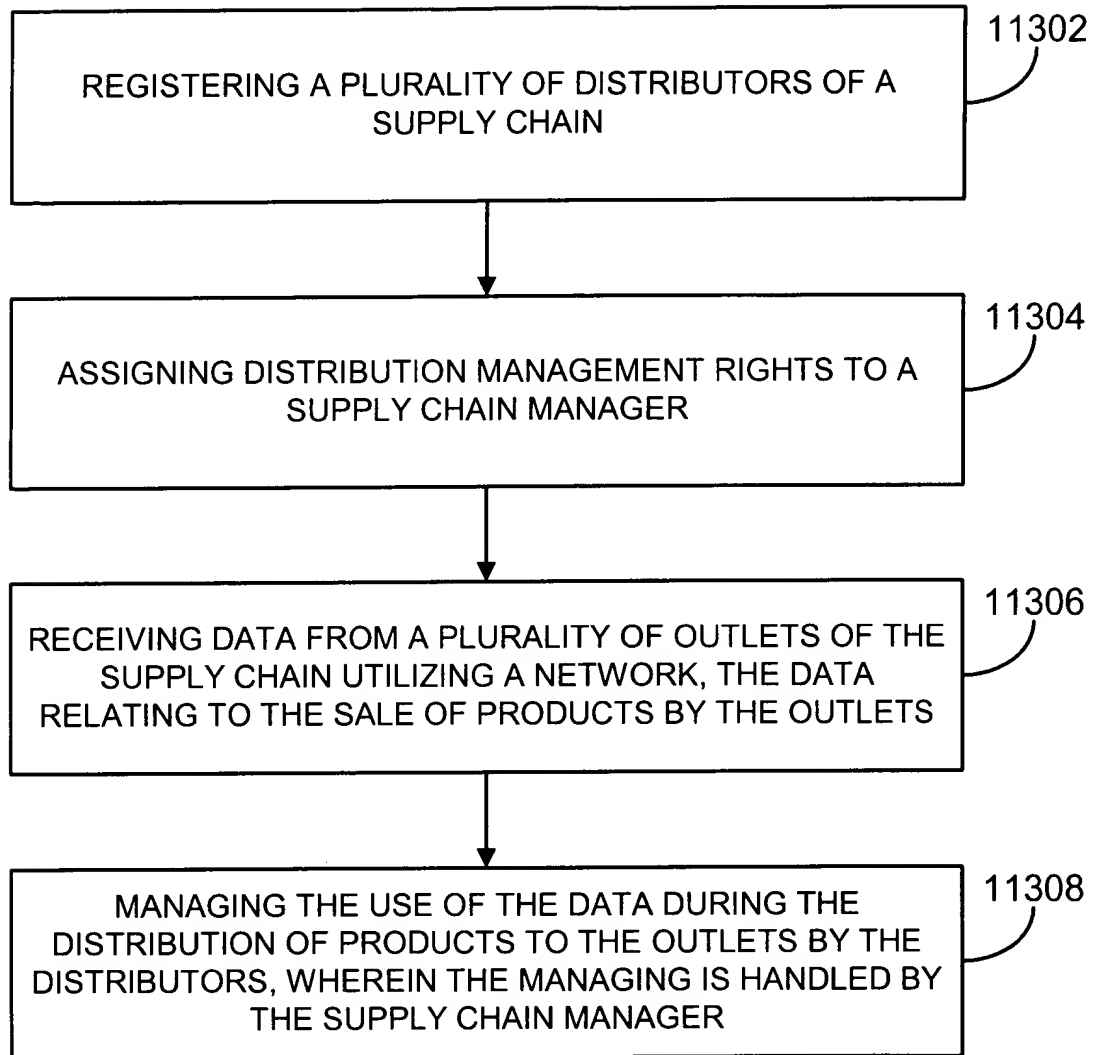 11302
REGISTERING A PLURALITY OF DISTRIBUTORS OF A
SUPPLY CHAIN
11304
ASSIGNING DISTRIBUTION MANAGEMENT RIGHTS TO A
SUPPLY CHAIN MANAGER
11306
RECEIVING DATA FROM A PLURALITY OF OUTLETS OF THE
SUPPLY CHAIN UTILIZING A NETWORK, THE DATA
RELATING TO THE SALE OF PRODUCTS BY THE OUTLETS
11308
MANAGING THE USE OF THE DATA DURING THE
DISTRIBUTION OF PRODUCTS TO THE OUTLETS BY THE
DISTRIBUTORS, WHEREIN THE MANAGING IS HANDLED BY
THE SUPPLY CHAIN MANAGER